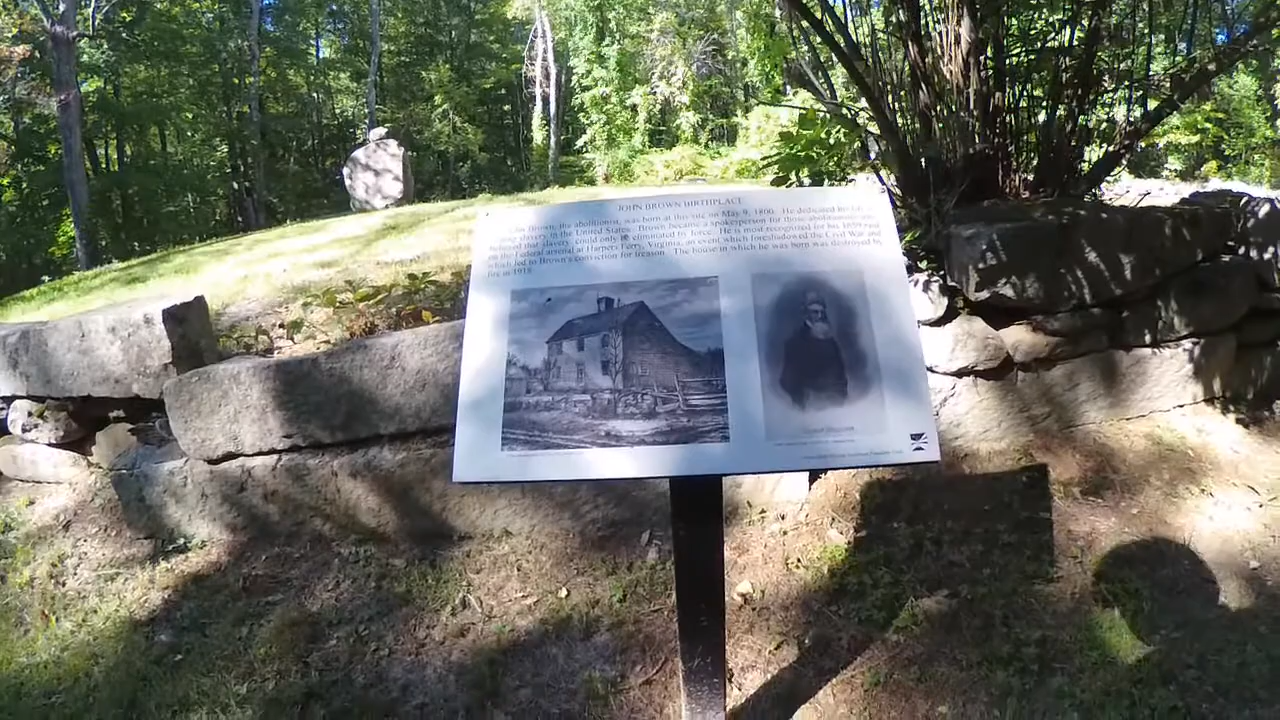 JOHN BROWN BIRTHPLACE
John Brown, the abolitionist, was born at this site on May 9, 1800. He dedicated his life
slavery in the United States. Brown became a spokesperson for those abolitionists who
believed that slavery could only be eliminated by force. He is most recognized for his 1859 raid
on the Federal arsenal at Harpers Ferry, Virginia, an event which foreshadowed the Civil War and
which led to Brown's conviction for treason. The house in which he was born was destroyed by
fire in 1918.